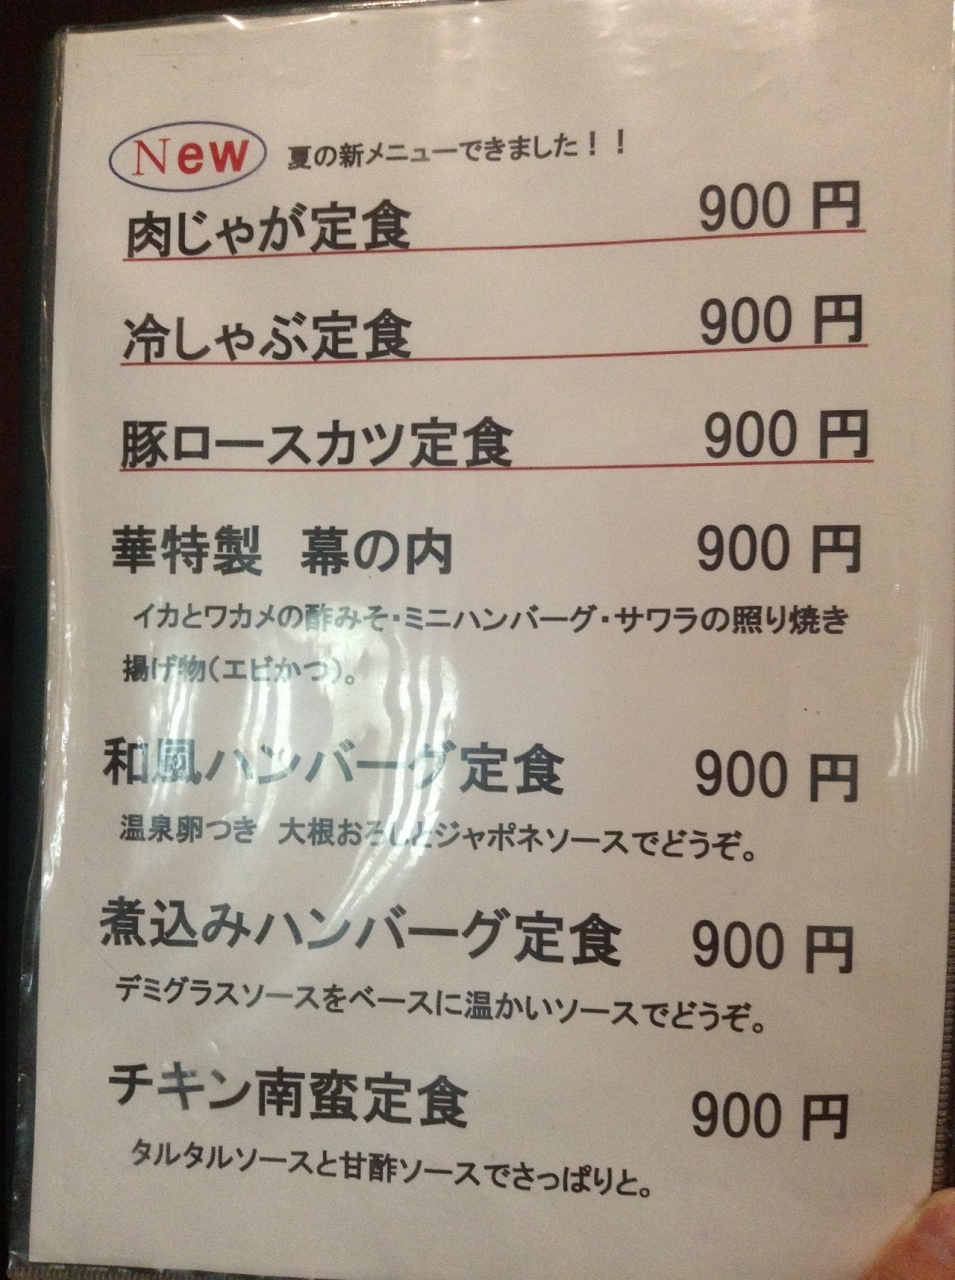 New 夏の新メニューできました！！
肉じゃが定食 900 円
冷しゃぶ定食 900 円
豚ロースカツ定食 900 円
華特製 幕の内 900 円
イカとワカメの酢みそ・ミニハンバーグ・サワラの照り焼き
揚げ物（エビかつ）。
和風ハンバーグ定食 900 円
温泉卵つき 大根おろしとジャポネソースでどうぞ。
煮込みハンバーグ定食 900 円
デミグラスソースをベースに温かいソースでどうぞ。
チキン南蛮定食 900 円
タルタルソースと甘酢ソースでさっぱりと。